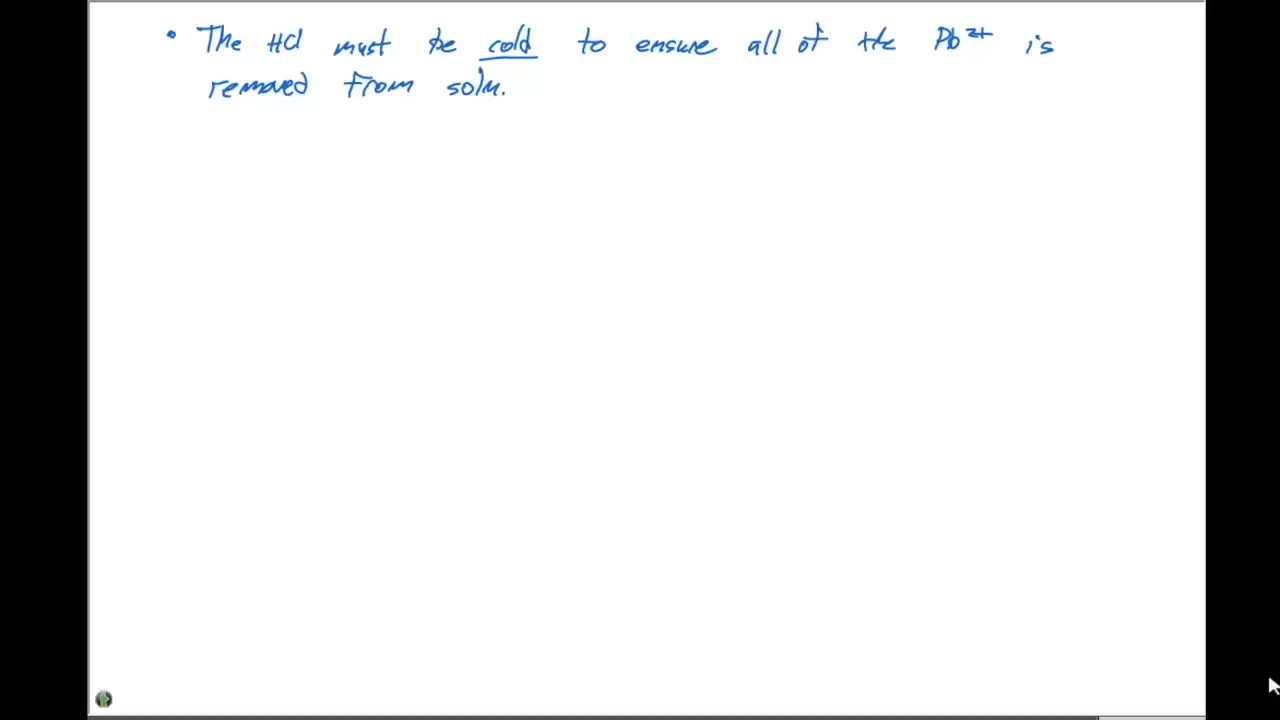 • The HCl must be cold to ensure all of the Pb²⁺ is
removed from soln.